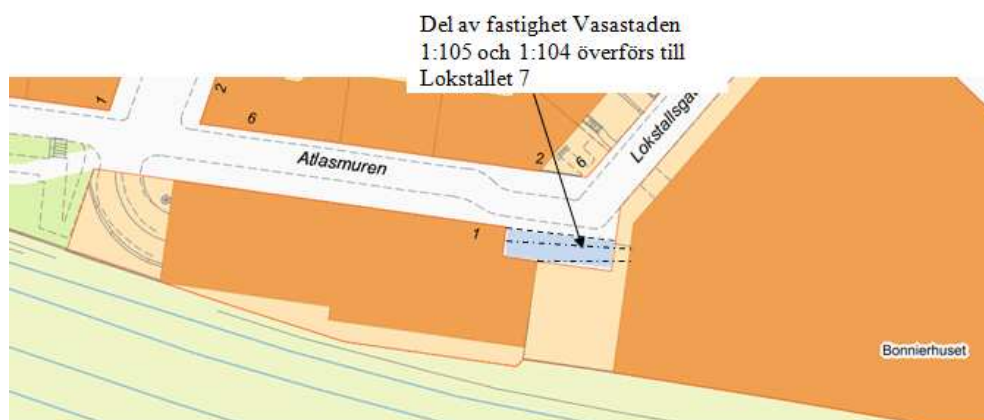 Del av fastighet Vasastaden
1:105 och 1:104 överförs till
Lokstallet 7
1
2
6
Atlasmuren
2
6
Lokstallsgat
1
Bonnierhuset